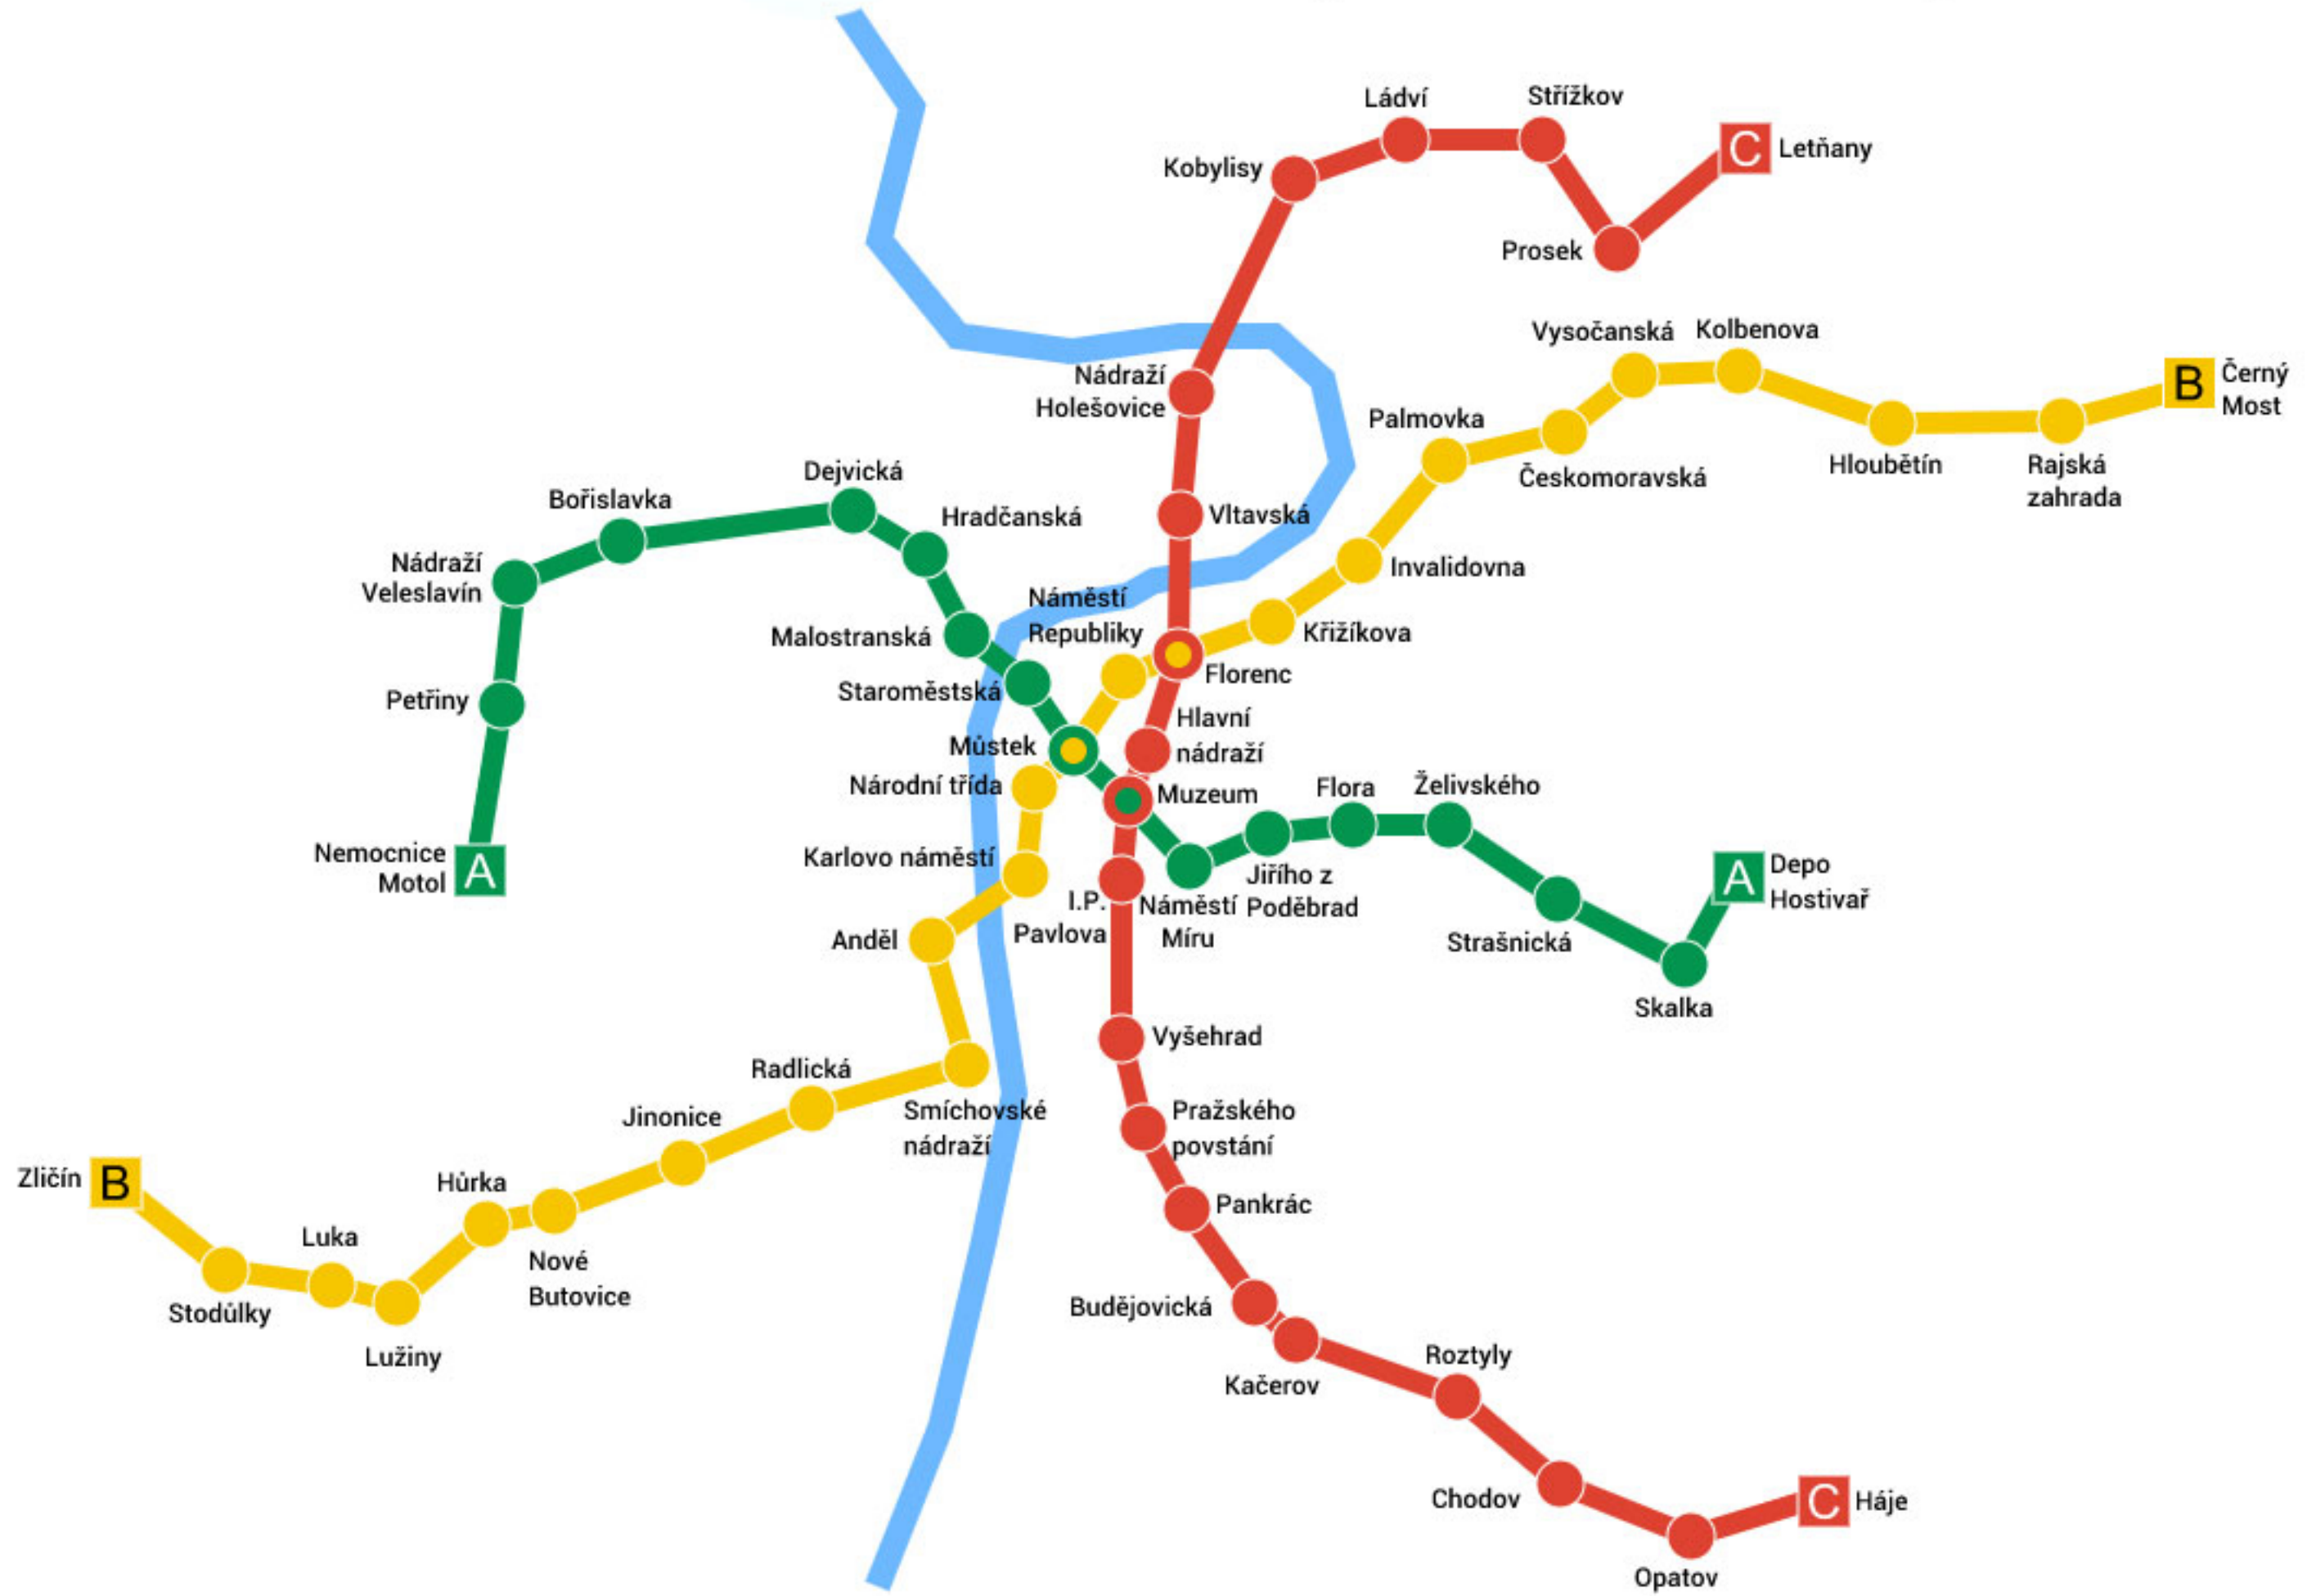 Ládví
Střížkov
Kobylisy
C
Letňany
Prosek
Vysočanská
Kolbenova
Nádraží
Holešovice
B
Černý
Most
Palmovka
Českomoravská
Hloubětín
Rajská
zahrada
Dejvická
Bořislavka
Hradčanská
Vltavská
Nádraží
Veleslavín
Invalidovna
Náměstí
Republiky
Malostranská
Křižíkova
Florenc
Staroměstská
Petřiny
Hlavní
nádraží
Můstek
Národní třída
Muzeum
Flora
Želivského
Nemocnice
Motol
A
Karlovo náměstí
Jiřího z
Poděbrad
A
Depo
Hostivař
I.P.
Pavlova
Náměstí
Míru
Anděl
Strašnická
Skalka
Vyšehrad
Radlická
Smíchovské
nádraží
Jinonice
Pražského
povstání
Zličín
B
Hůrka
Pankrác
Luka
Nové
Butovice
Stodůlky
Lužiny
Budějovická
Kačerov
Roztyly
Chodov
C
Háje
Opatov